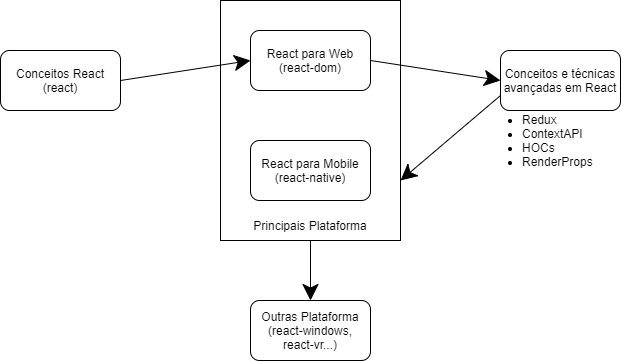 Conceitos React
(react)
React para Web
(react-dom)
Conceitos e técnicas
avançadas em React
Redux
ContextAPI
HOCs
RenderProps
React para Mobile
(react-native)
Principais Plataforma
Outras Plataforma
(react-windows,
react-vr...)